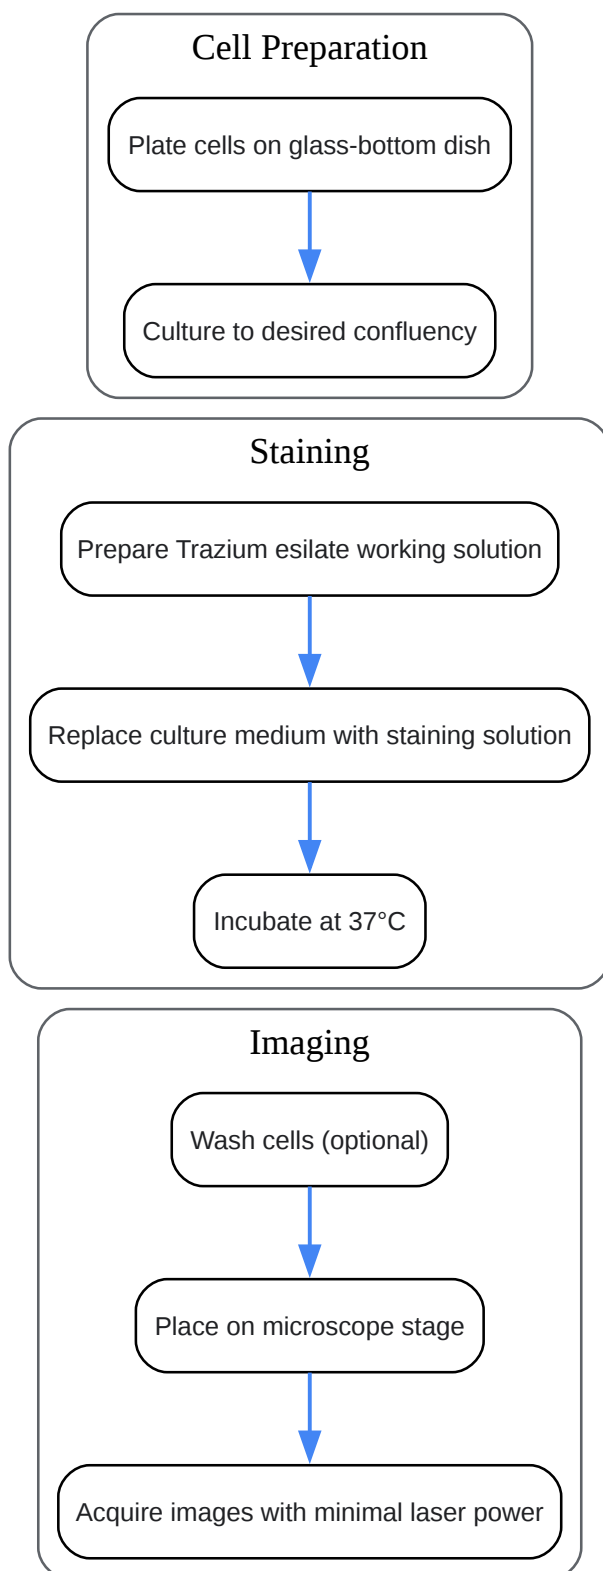 Cell Preparation
Plate cells on glass-bottom dish
Culture to desired confluency
Staining
Prepare Trazium esilate working solution
Replace culture medium with staining solution
Incubate at 37°C
Imaging
Wash cells (optional)
Place on microscope stage
Acquire images with minimal laser power